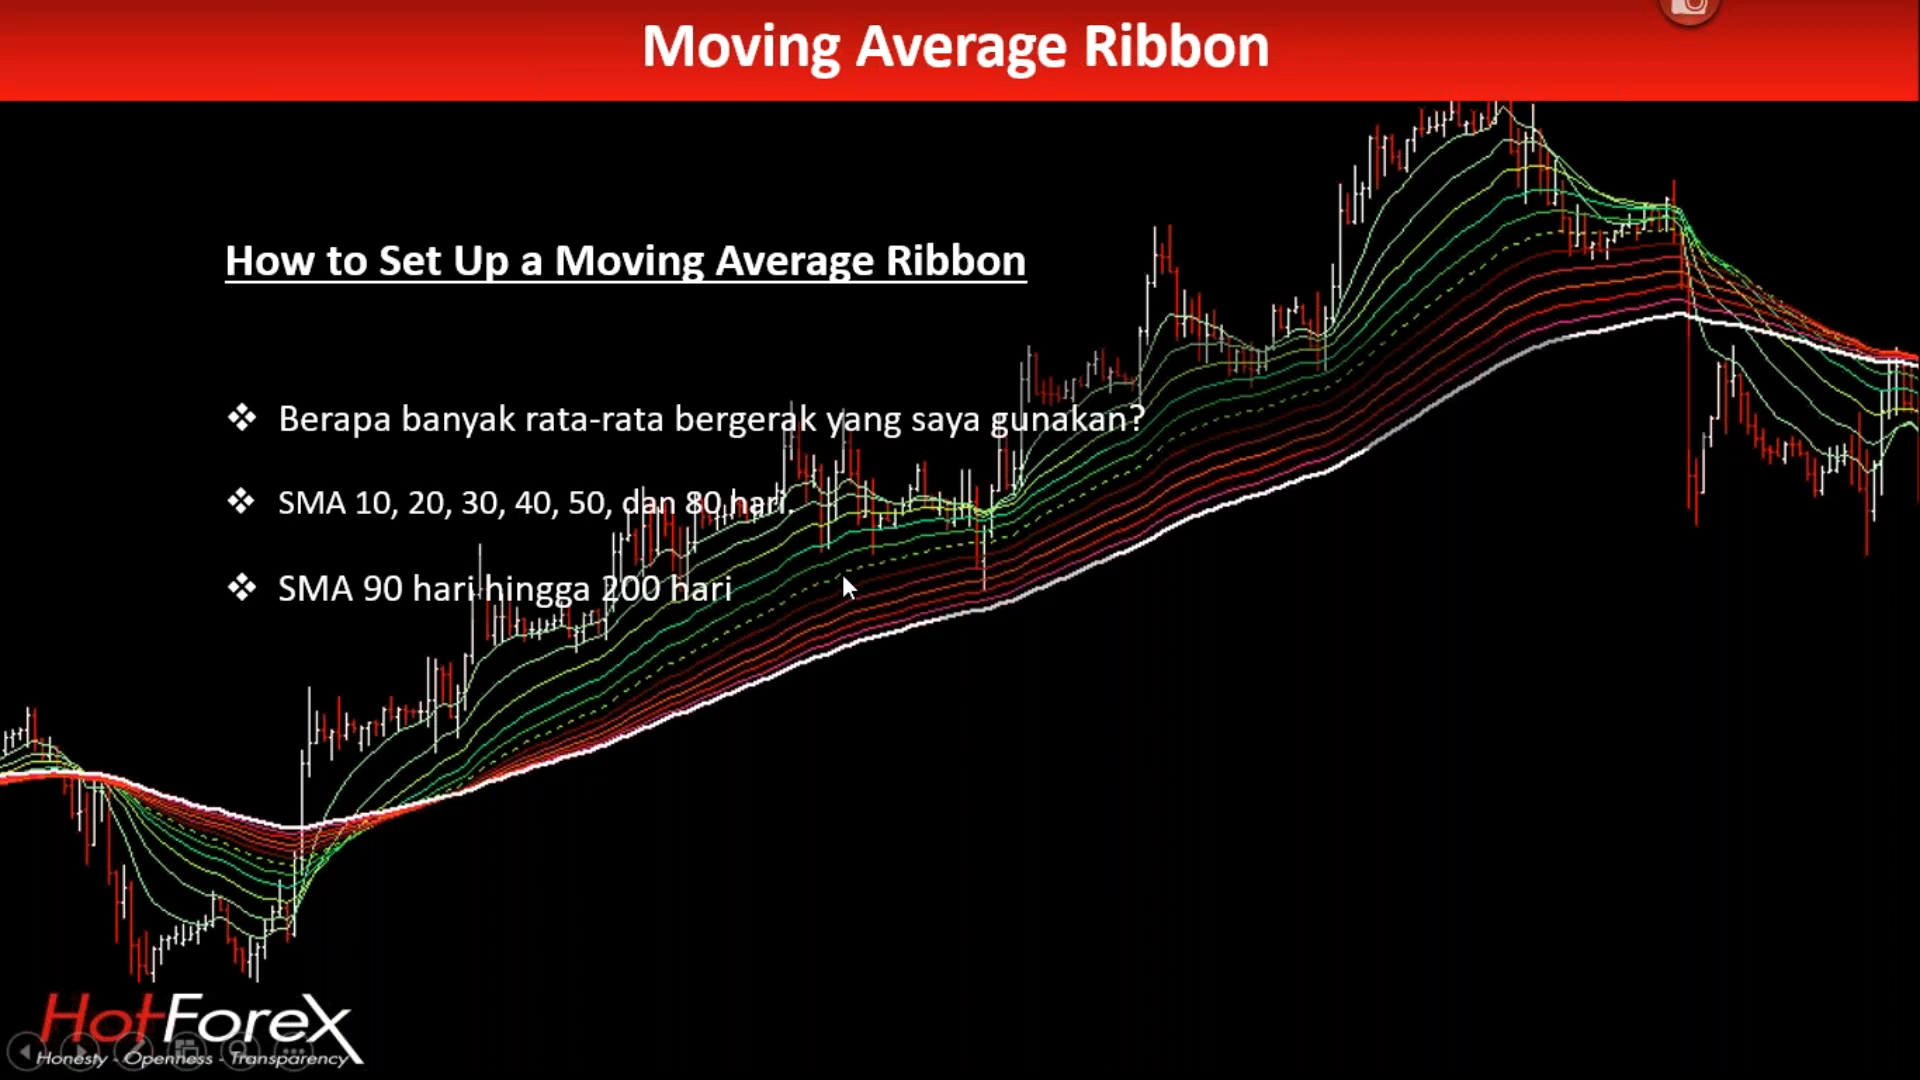 Moving Average Ribbon
How to Set Up a Moving Average Ribbon
❖ Berapa banyak rata-rata bergerak yang saya gunakan?
❖ SMA 10, 20, 30, 40, 50, dan 80 hari.
❖ SMA 90 hari hingga 200 hari
HotForex
Honesty - Openness - Transparency